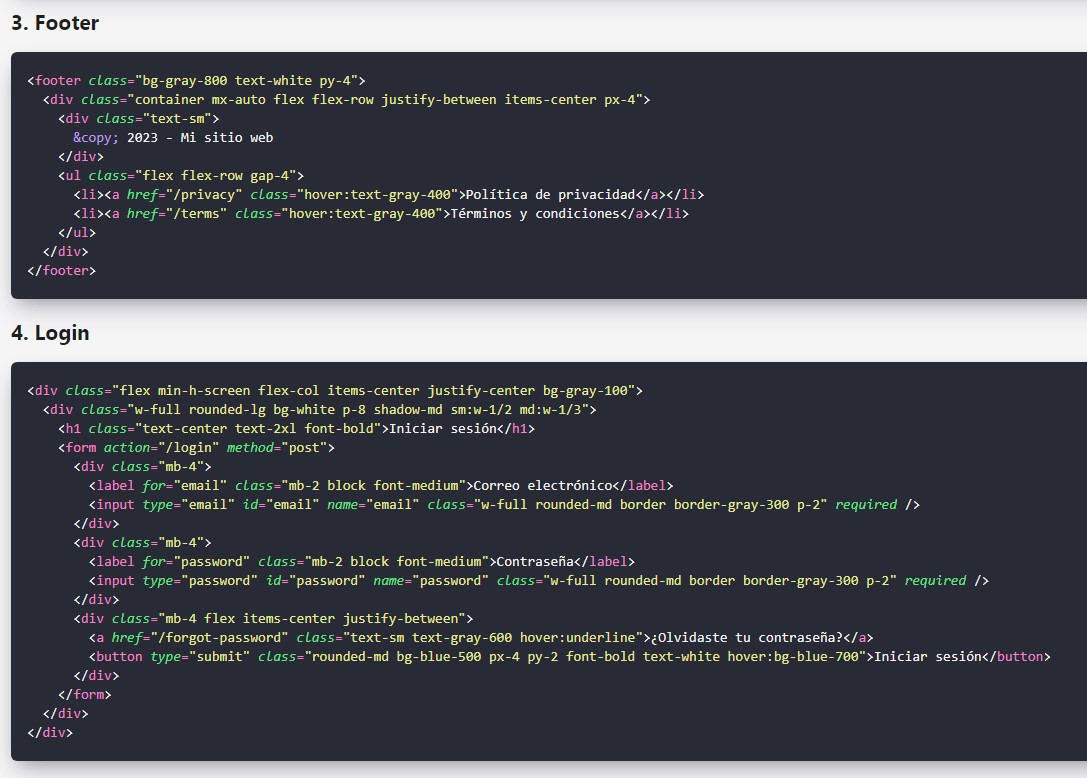 3. Footer
<footer class="bg-gray-800 text-white py-4">
  <div class="container mx-auto flex flex-row justify-between items-center px-4">
    <div class="text-sm">
      &copy; 2023 - Mi sitio web
    </div>
    <ul class="flex flex-row gap-4">
      <li><a href="/privacy" class="hover:text-gray-400">Política de privacidad</a></li>
      <li><a href="/terms" class="hover:text-gray-400">Términos y condiciones</a></li>
    </ul>
  </div>
</footer>
4. Login
<div class="flex min-h-screen flex-col items-center justify-center bg-gray-100">
  <div class="w-full rounded-lg bg-white p-8 shadow-md sm:w-1/2 md:w-1/3">
    <h1 class="text-center text-2xl font-bold">Iniciar sesión</h1>
    <form action="/login" method="post">
      <div class="mb-4">
        <label for="email" class="mb-2 block font-medium">Correo electrónico</label>
        <input type="email" id="email" name="email" class="w-full rounded-md border border-gray-300 p-2" required />
      </div>
      <div class="mb-4">
        <label for="password" class="mb-2 block font-medium">Contraseña</label>
        <input type="password" id="password" name="password" class="w-full rounded-md border border-gray-300 p-2" required />
      </div>
      <div class="mb-4 flex items-center justify-between">
        <a href="/forgot-password" class="text-sm text-gray-600 hover:underline">¿Olvidaste tu contraseña?</a>
        <button type="submit" class="rounded-md bg-blue-500 px-4 py-2 font-bold text-white hover:bg-blue-700">Iniciar sesión</button>
      </div>
    </form>
  </div>
</div>